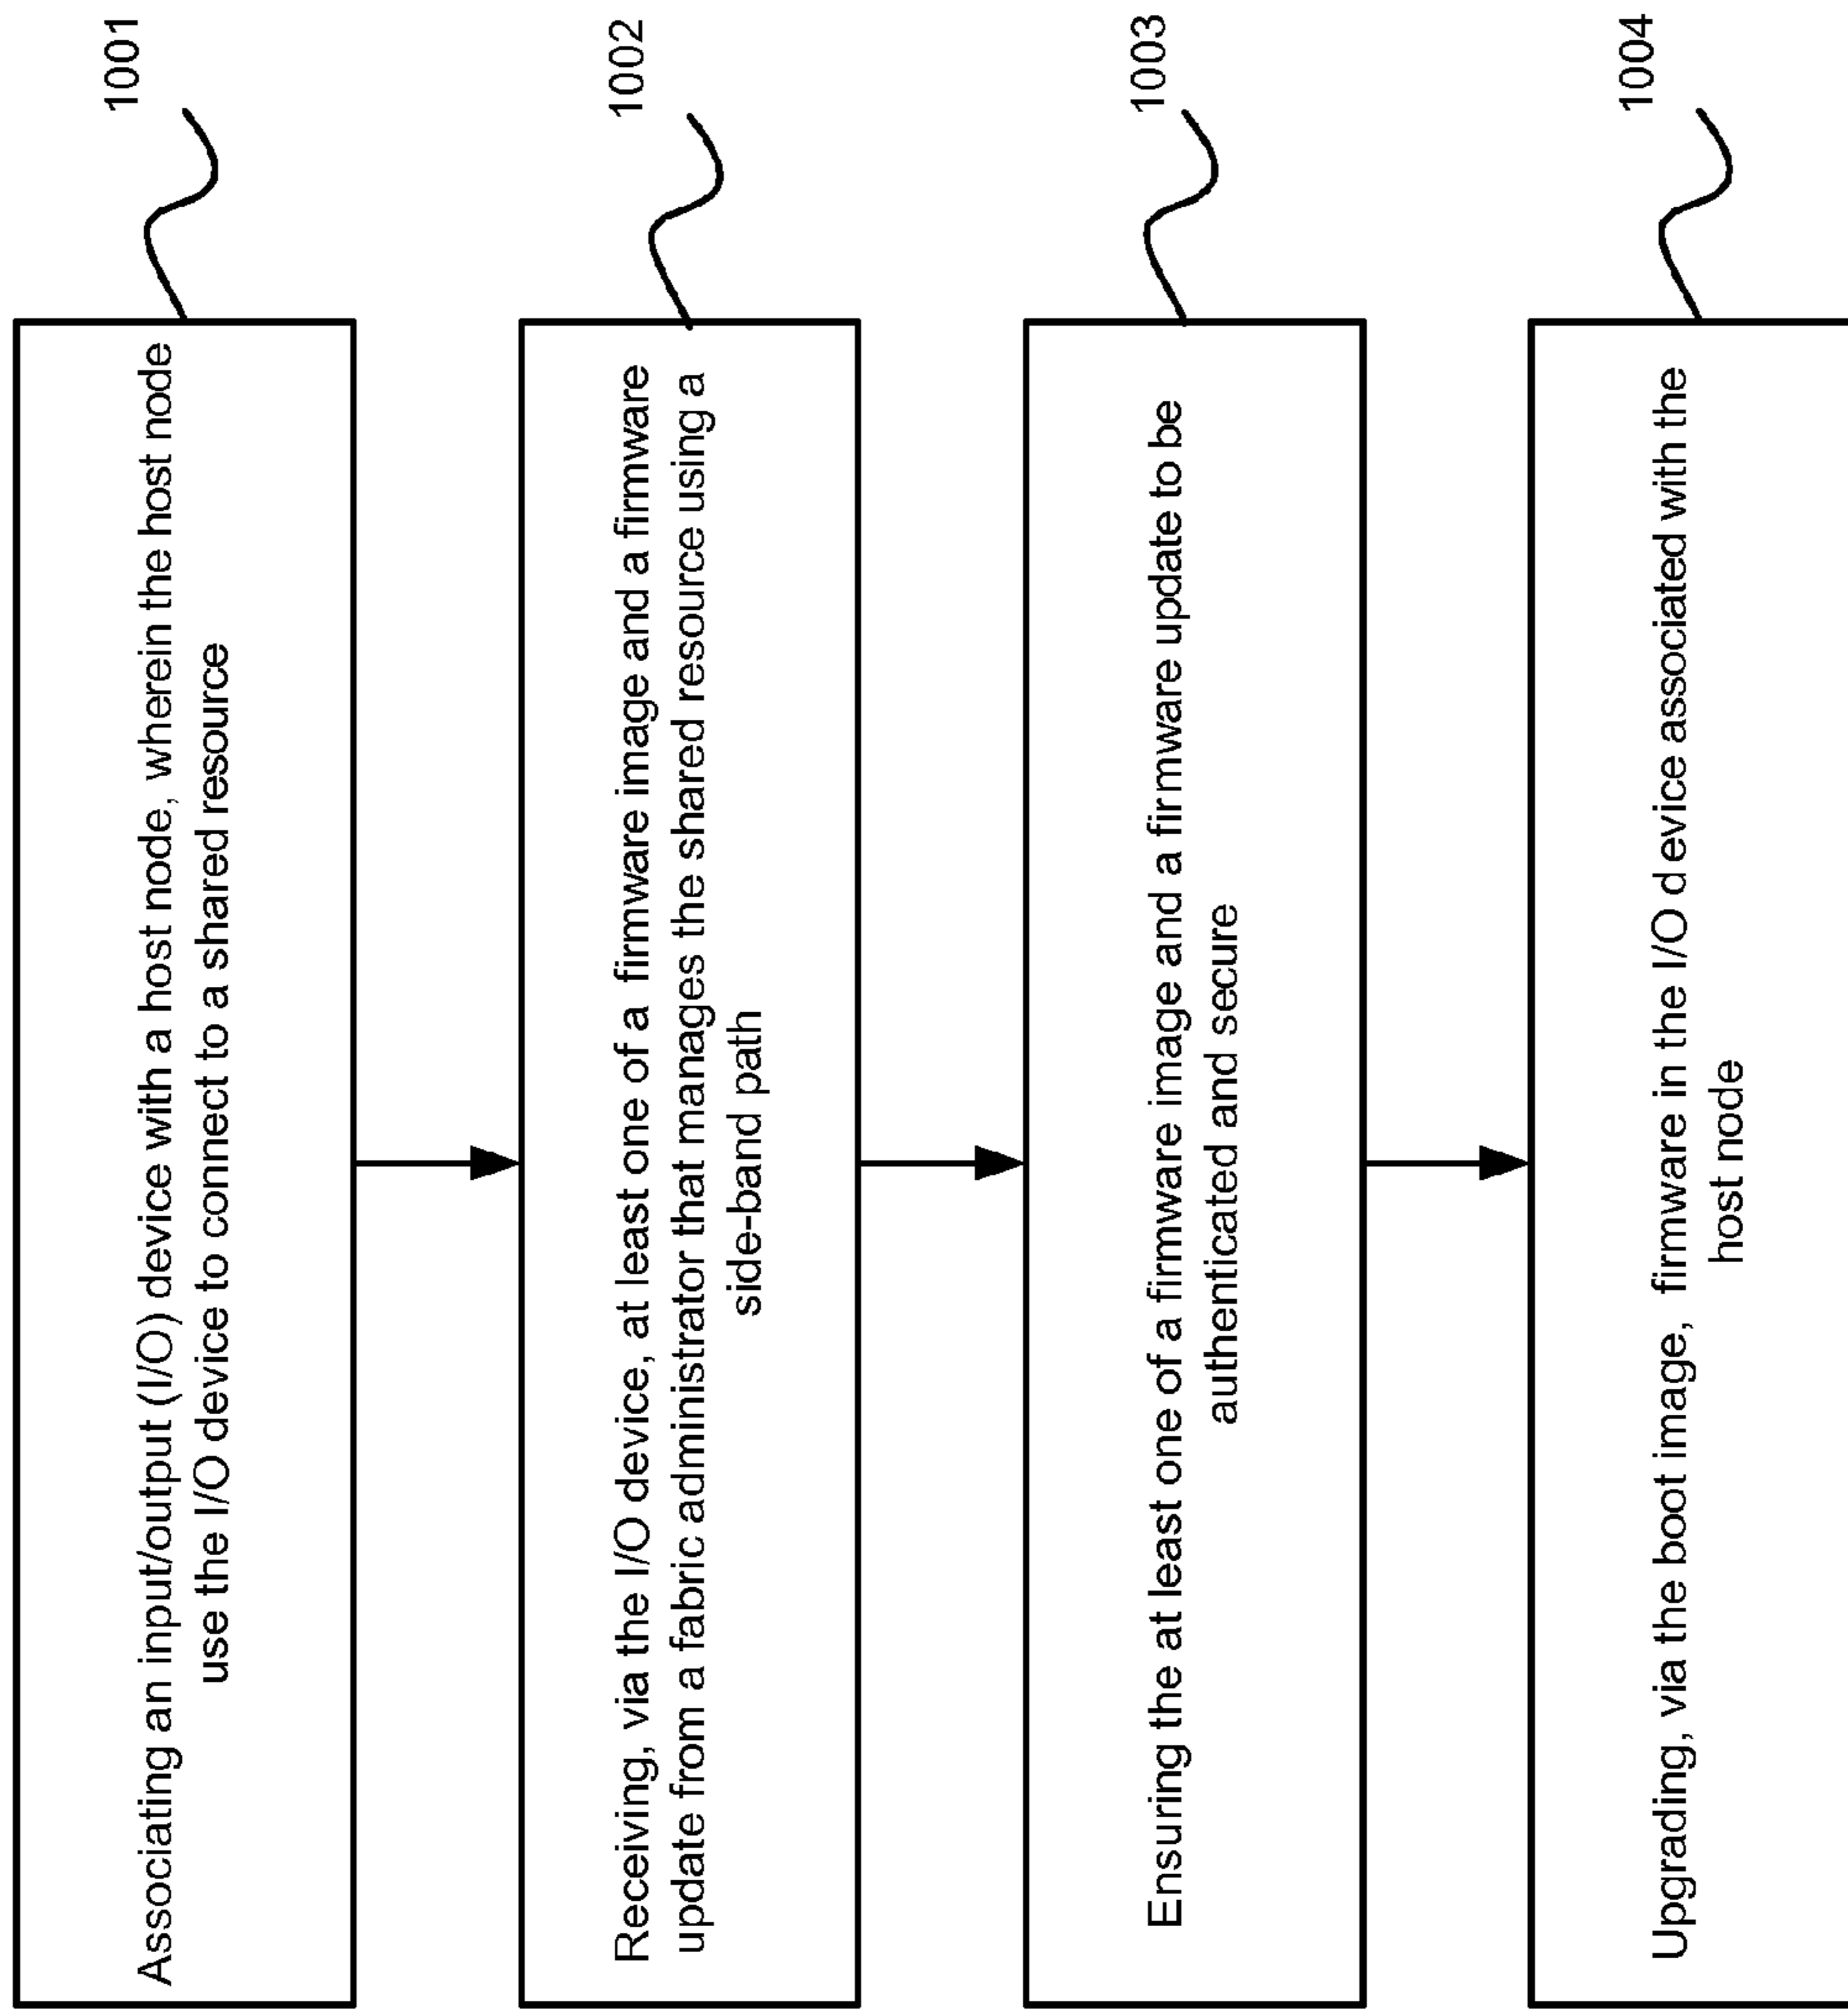 Associating an input/output (I/O) device with a host node, wherein the host node
use the I/O device to connect to a shared resource
1001
Receiving, via the I/O device, at least one of a firmware image and a firmware
update from a fabric administrator that manages the shared resource using a
side-band path
1002
Ensuring the at least one of a firmware image and a firmware update to be
authenticated and secure
1003
Upgrading, via the boot image, firmware in the I/O device associated with the
host node
1004